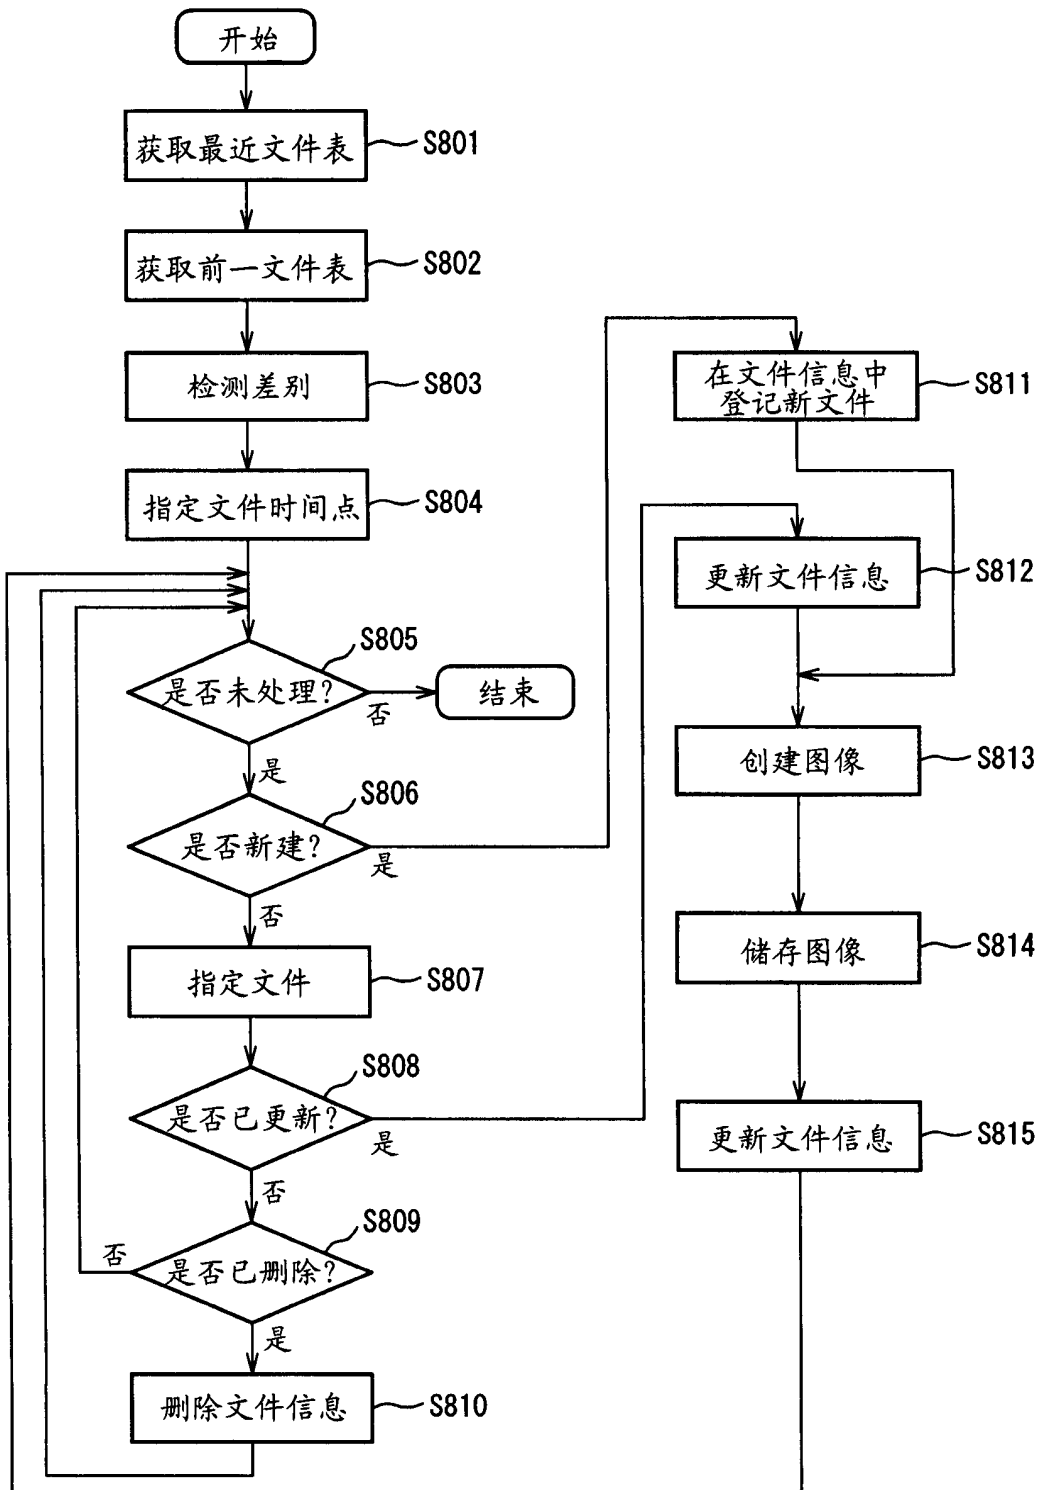 开始
获取最近文件表
S801
获取前一文件表
S802
检测差别
S803
指定文件时间点
S804
是否未处理?
S805
否
结束
是
是否新建?
S806
是
否
指定文件
S807
是否已更新?
S808
是
否
是否已删除?
S809
否
是
删除文件信息
S810
在文件信息中
登记新文件
S811
更新文件信息
S812
创建图像
S813
储存图像
S814
更新文件信息
S815